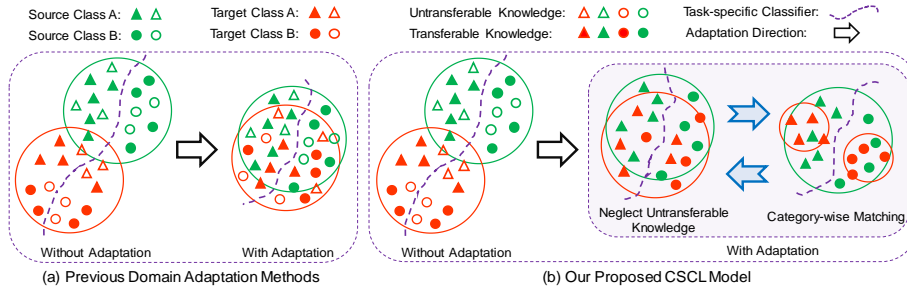 Source Class A:
Source Class B:
Target Class A:
Target Class B:
Untransferable Knowledge:
Transferable Knowledge:
Task-specific Classifier:
Adaptation Direction:
Without Adaptation
With Adaptation
Without Adaptation
Neglect Untransferable
Knowledge
Category-wise Matching
With Adaptation
(a) Previous Domain Adaptation Methods
(b) Our Proposed CSCL Model